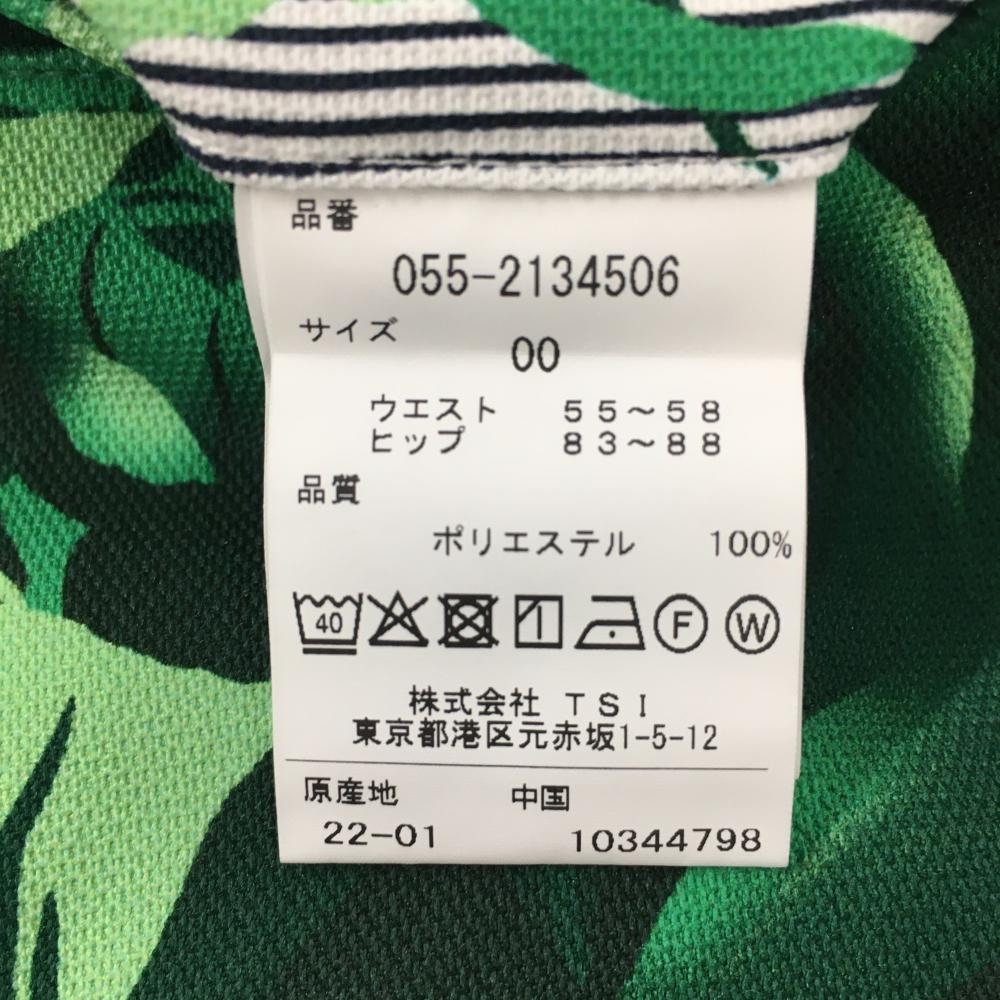 品番
055-2134506
サイズ
00
ウエスト 55～58
ヒップ 83～88
品質
ポリエステル 100%
40 F W
株式会社 TSI
東京都港区元赤坂1-5-12
原産地 中国
22-01 10344798